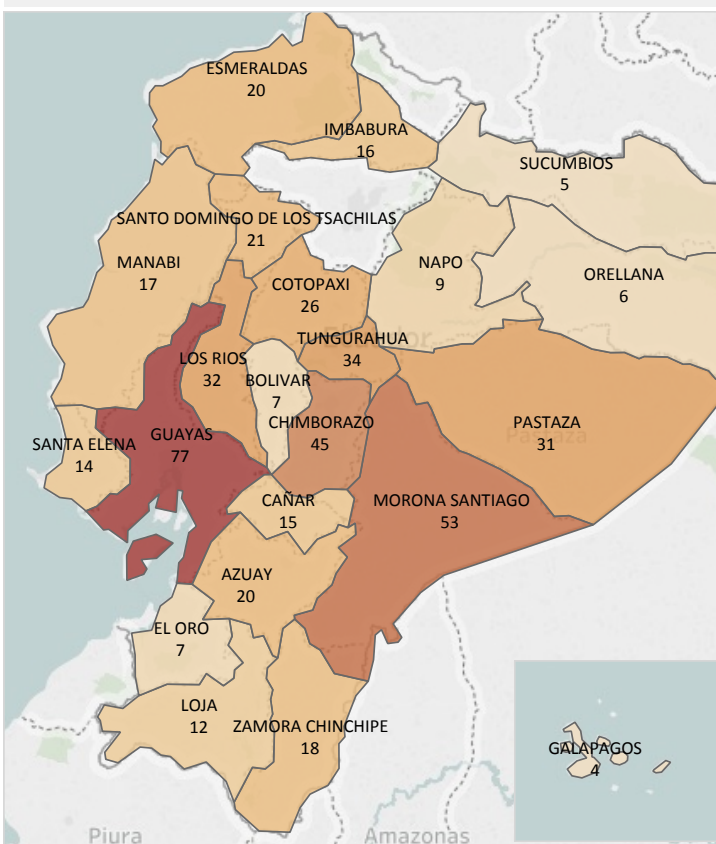 ESMERALDAS
20
IMBABURA
16
SUCUMBIOS
5
SANTO DOMINGO DE LOS TSACHILAS
21
MANABI
17
NAPO
9
ORELLANA
6
COTOPAXI
26
Ecuador
TUNGURAHUA
34
LOS RIOS
32
BOLIVAR
7
CHIMBORAZO
45
PASTAZA
31
Pastaza
SANTA ELENA
14
GUAYAS
77
MORONA SANTIAGO
53
CAÑAR
15
AZUAY
20
EL ORO
7
LOJA
12
ZAMORA CHINCHIPE
18
GALAPAGOS
4
Piura
Amazonas